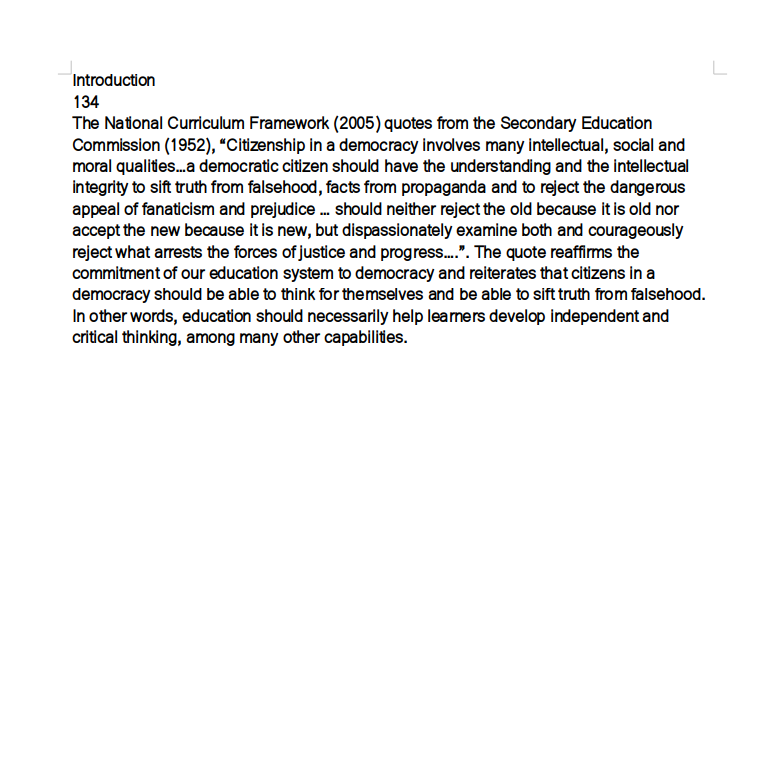 Introduction
134
The National Curriculum Framework (2005) quotes from the Secondary Education
Commission (1952), “Citizenship in a democracy involves many intellectual, social and
moral qualities…a democratic citizen should have the understanding and the intellectual
integrity to sift truth from falsehood, facts from propaganda and to reject the dangerous
appeal of fanaticism and prejudice … should neither reject the old because it is old nor
accept the new because it is new, but dispassionately examine both and courageously
reject what arrests the forces of justice and progress….”. The quote reaffirms the
commitment of our education system to democracy and reiterates that citizens in a
democracy should be able to think for themselves and be able to sift truth from falsehood.
In other words, education should necessarily help learners develop independent and
critical thinking, among many other capabilities.